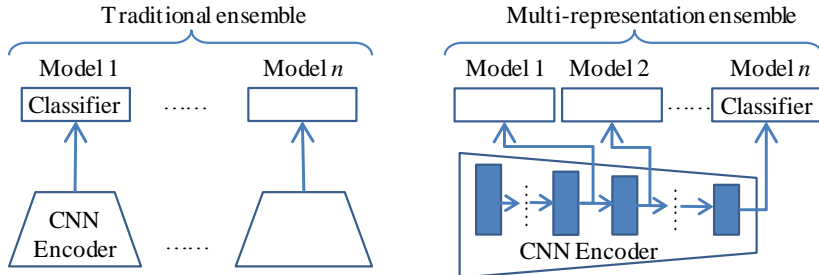 Traditional ensemble
Model 1
Model n
Classifier
……
CNN
Encoder
……
Multi-representation ensemble
Model 1
Model 2
Model n
……
Classifier
CNN Encoder